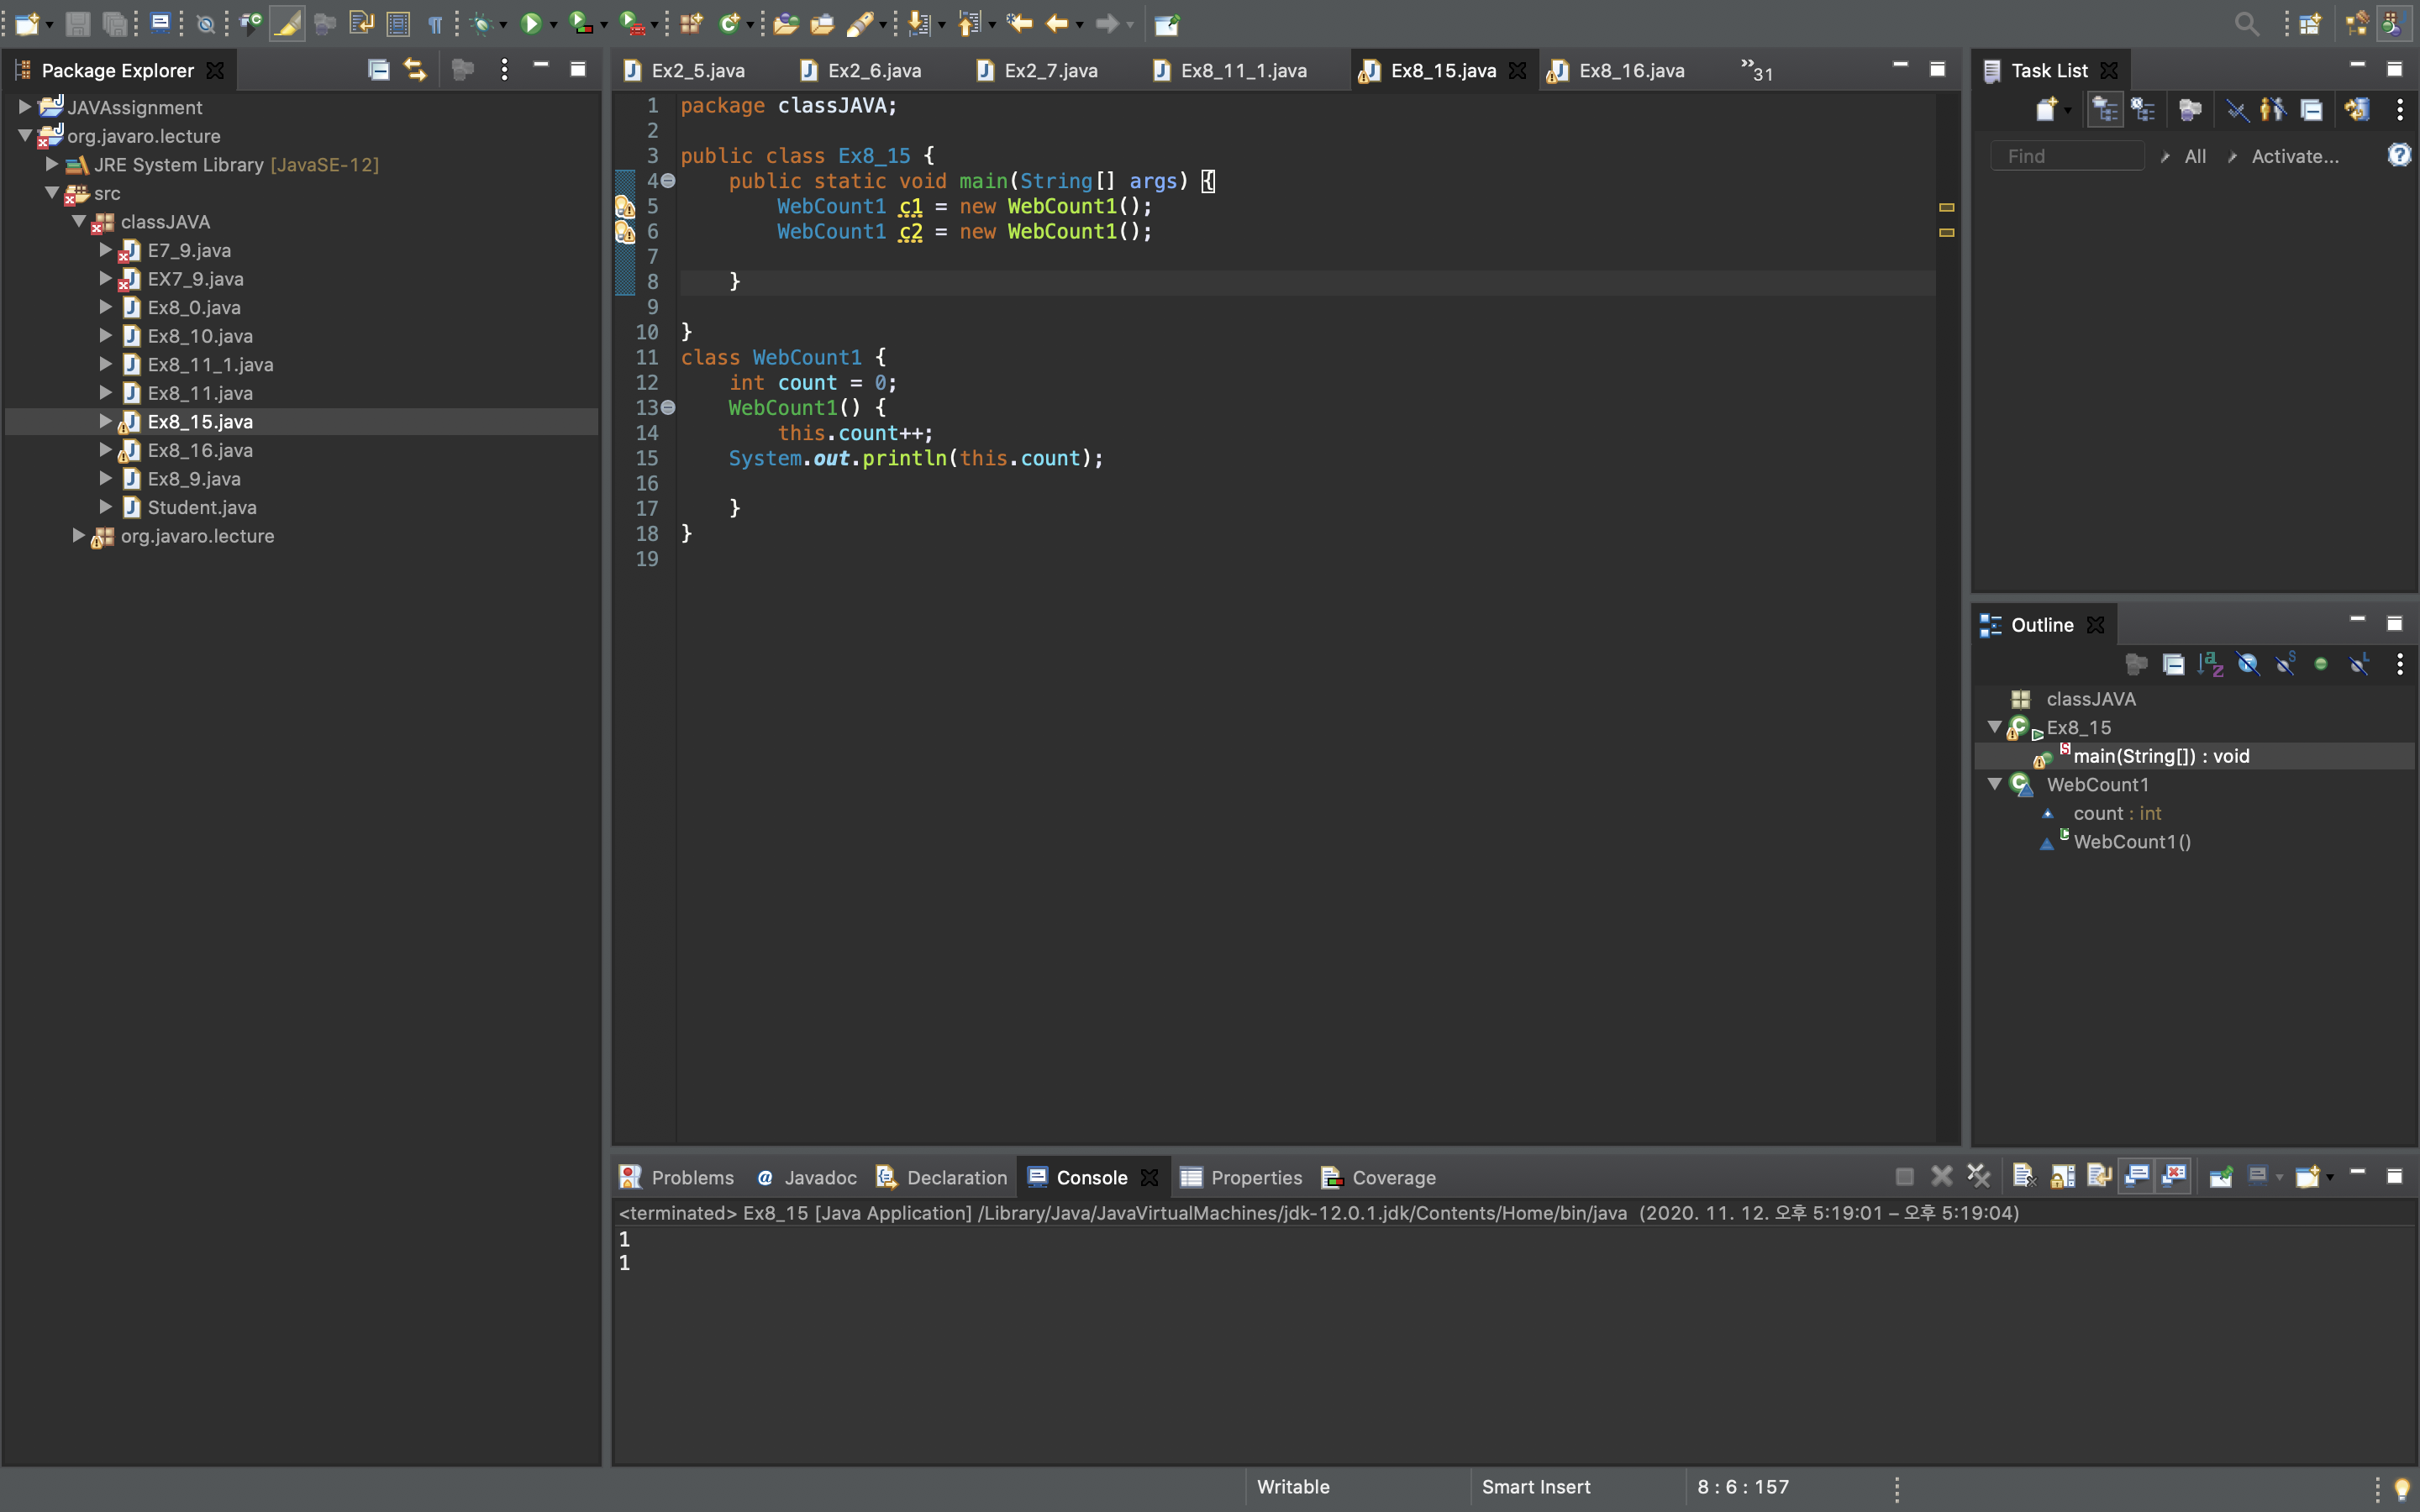 Package Explorer
JAVAssignment
org.javaro.lecture
JRE System Library [JavaSE-12]
src
classJAVA
E7_9.java
EX7_9.java
Ex8_0.java
Ex8_10.java
Ex8_11_1.java
Ex8_11.java
Ex8_15.java
Ex8_16.java
Ex8_9.java
Student.java
org.javaro.lecture
Ex2_5.java Ex2_6.java Ex2_7.java Ex8_11_1.java Ex8_15.java Ex8_16.java »31
1 package classJAVA;
2
3 public class Ex8_15 {
4 public static void main(String[] args) {
5 WebCount1 c1 = new WebCount1();
6 WebCount1 c2 = new WebCount1();
7
8 }
9
10 }
11 class WebCount1 {
12 int count = 0;
13 WebCount1() {
14 this.count++;
15 System.out.println(this.count);
16
17 }
18 }
19
Task List
Find All Activate...
Outline
classJAVA
Ex8_15
main(String[]) : void
WebCount1
count : int
WebCount1()
Problems Javadoc Declaration Console Properties Coverage
<terminated> Ex8_15 [Java Application] /Library/Java/JavaVirtualMachines/jdk-12.0.1.jdk/Contents/Home/bin/java (2020. 11. 12. 오후 5:19:01 – 오후 5:19:04)
1
1
Writable Smart Insert 8 : 6 : 157